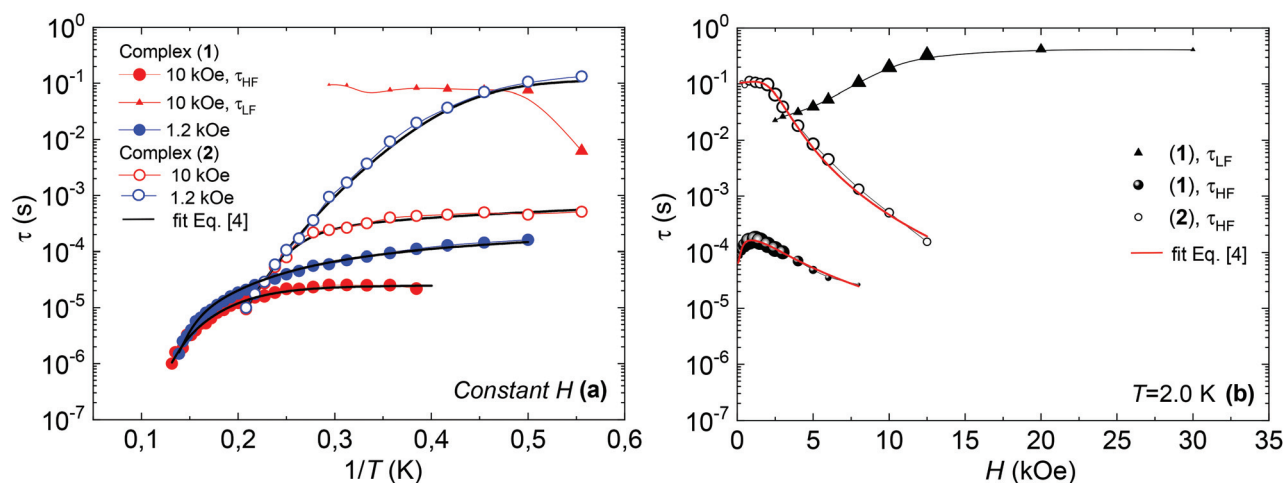 10⁰
10⁻¹
10⁻²
10⁻³
10⁻⁴
10⁻⁵
10⁻⁶
10⁻⁷
τ (s)
Complex (1)
10 kOe, τHF
10 kOe, τLF
1.2 kOe
Complex (2)
10 kOe
1.2 kOe
fit Eq. [4]
Constant H (a)
0,1 0,2 0,3 0,4 0,5 0,6
1/T (K)
10⁰
10⁻¹
10⁻²
10⁻³
10⁻⁴
10⁻⁵
10⁻⁶
10⁻⁷
τ (s)
(1), τLF
(1), τHF
(2), τHF
fit Eq. [4]
T=2.0 K (b)
0 5 10 15 20 25 30 35
H (kOe)